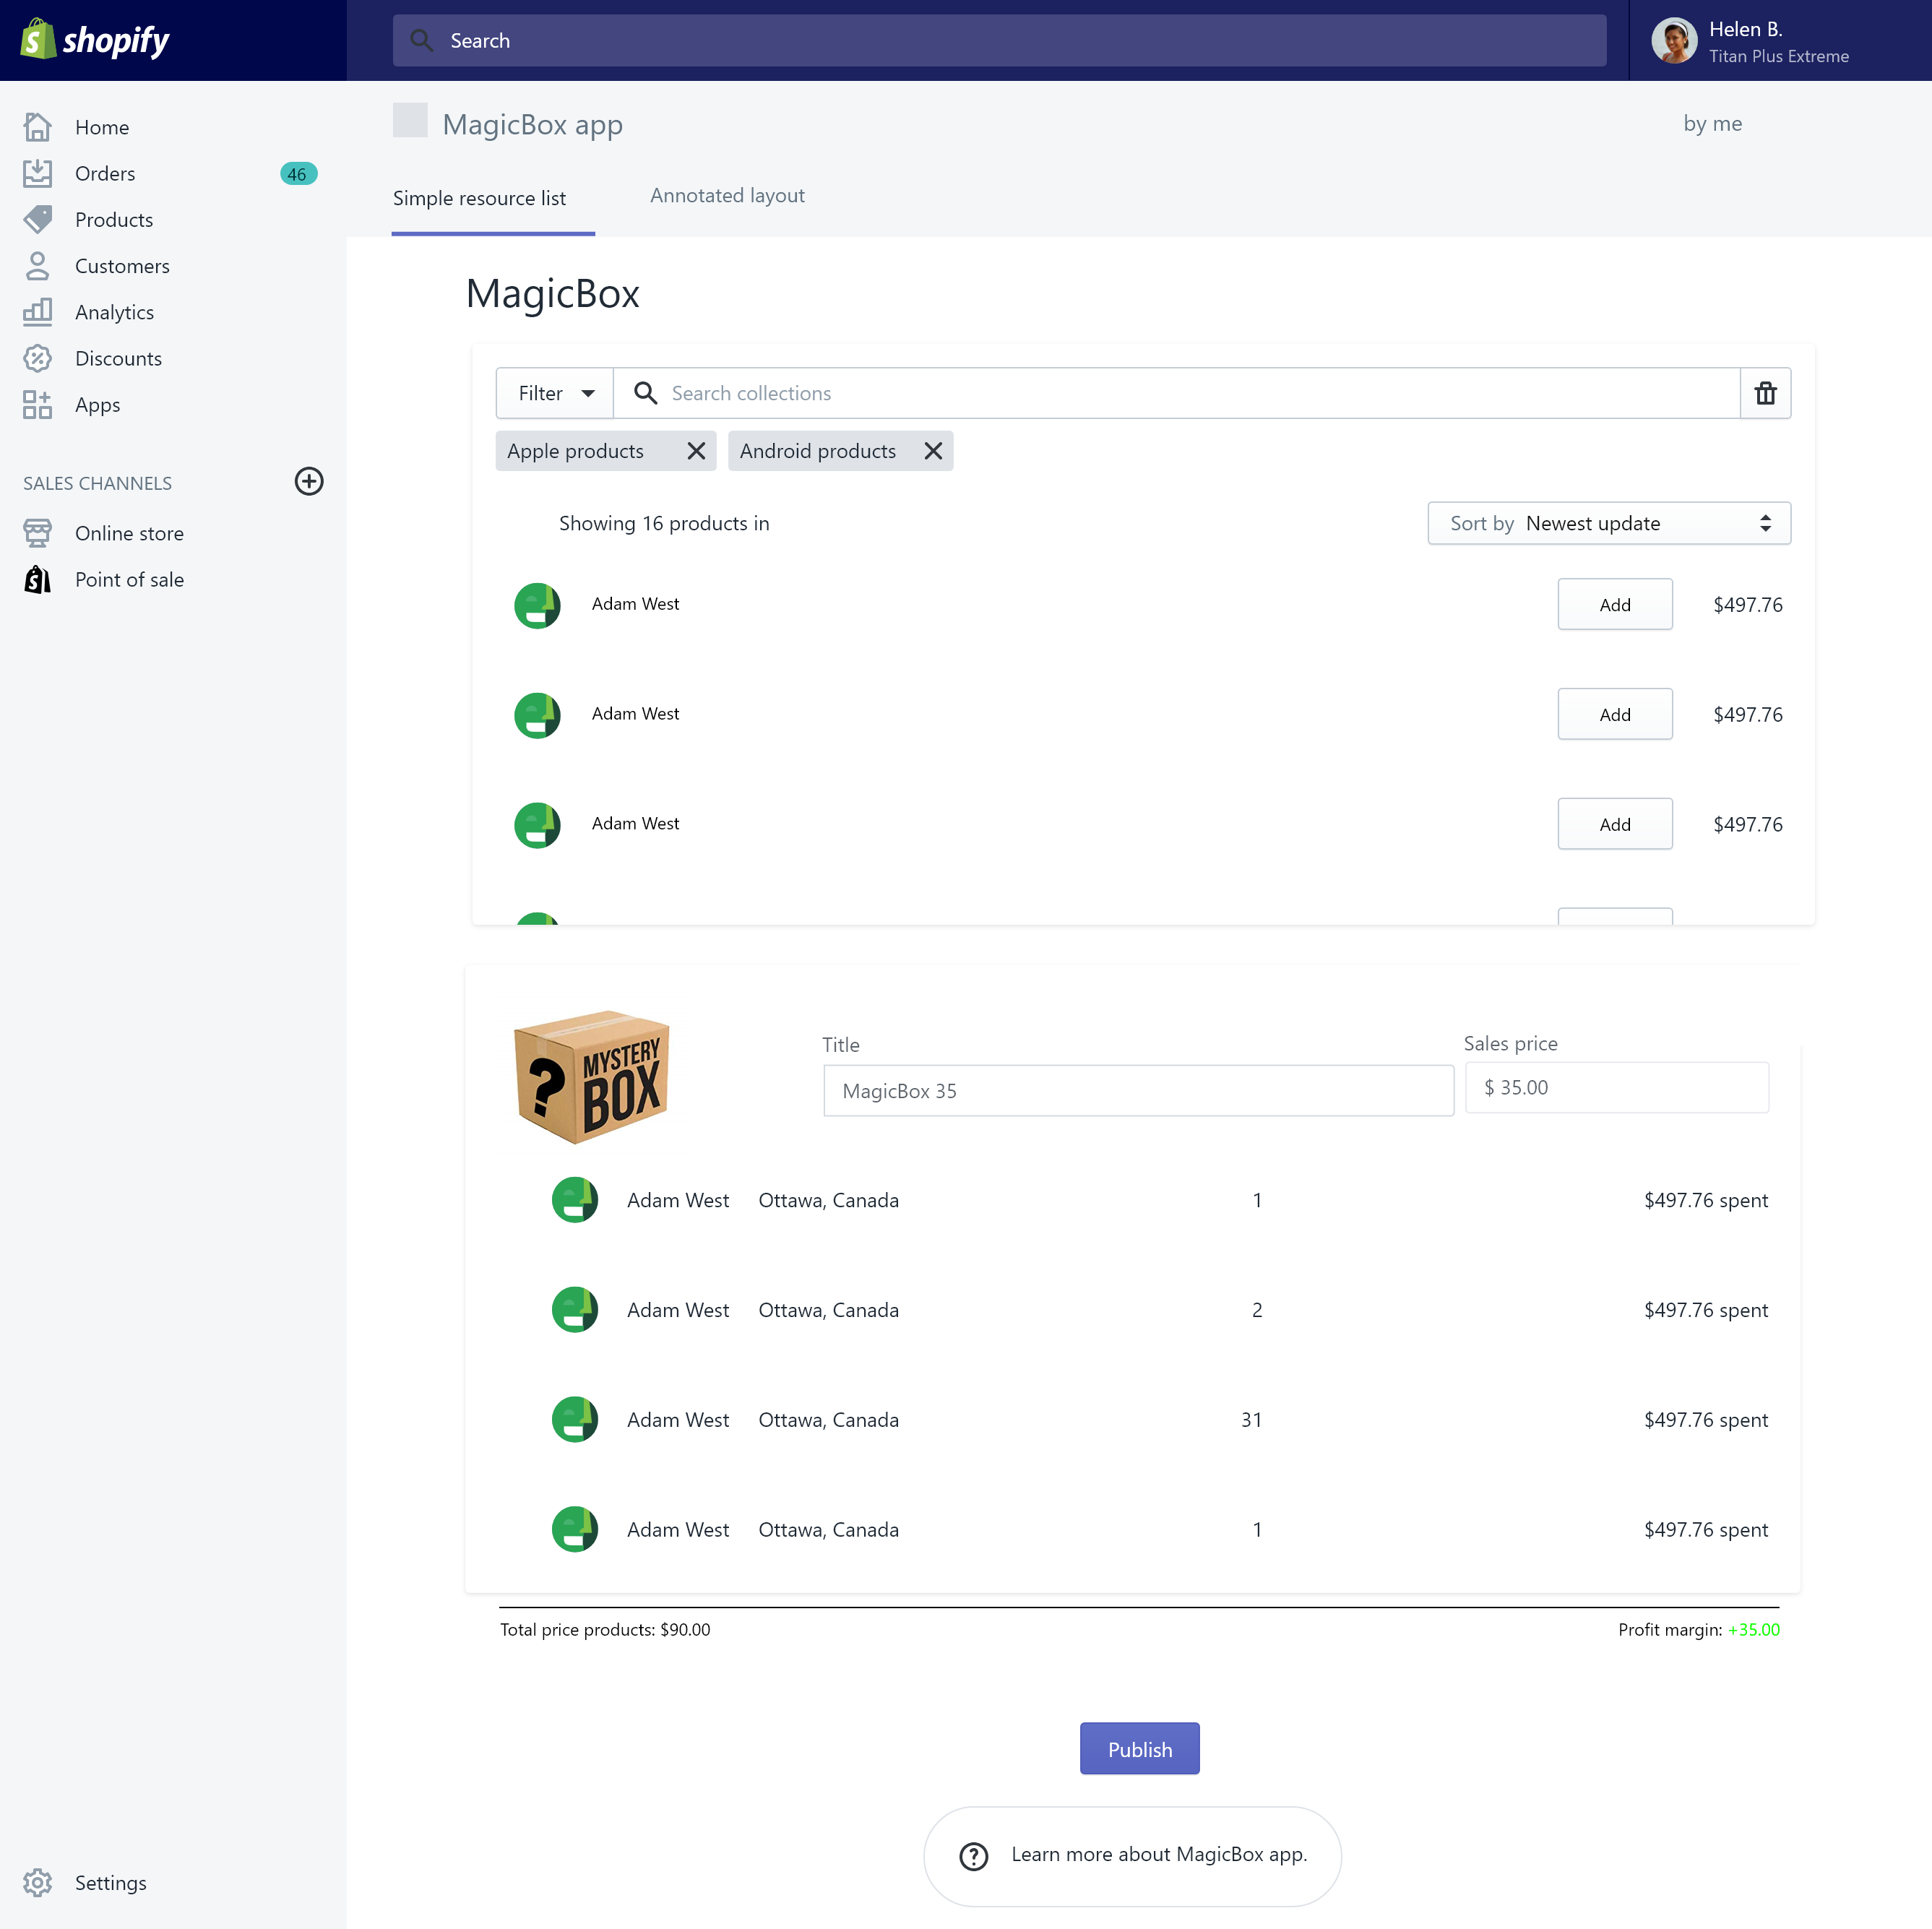 shopify
Search
Helen B.
Titan Plus Extreme
Home
Orders 46
Products
Customers
Analytics
Discounts
Apps
SALES CHANNELS
Online store
Point of sale
Settings
MagicBox app
by me
Simple resource list
Annotated layout
MagicBox
Filter
Search collections
Apple products
Android products
Showing 16 products in
Sort by Newest update
Adam West Add $497.76
Adam West Add $497.76
Adam West Add $497.76
? MYSTERY
BOX
Title
MagicBox 35
Sales price
$ 35.00
Adam West Ottawa, Canada 1 $497.76 spent
Adam West Ottawa, Canada 2 $497.76 spent
Adam West Ottawa, Canada 31 $497.76 spent
Adam West Ottawa, Canada 1 $497.76 spent
Total price products: $90.00
Profit margin: +35.00
Publish
Learn more about MagicBox app.